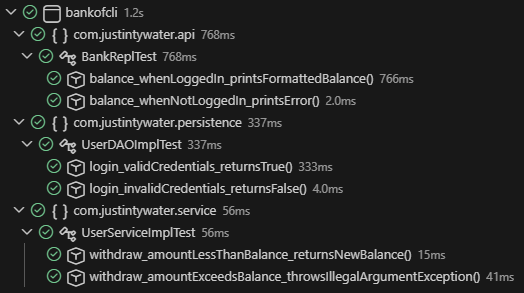 bankofcli 1.2s
{ } com.justintywater.api 768ms
BankReplTest 768ms
balance_whenLoggedIn_printsFormattedBalance() 766ms
balance_whenNotLoggedIn_printsError() 2.0ms
{ } com.justintywater.persistence 337ms
UserDAOImplTest 337ms
login_validCredentials_returnsTrue() 333ms
login_invalidCredentials_returnsFalse() 4.0ms
{ } com.justintywater.service 56ms
UserServiceImplTest 56ms
withdraw_amountLessThanBalance_returnsNewBalance() 15ms
withdraw_amountExceedsBalance_throwsIllegalArgumentException() 41ms